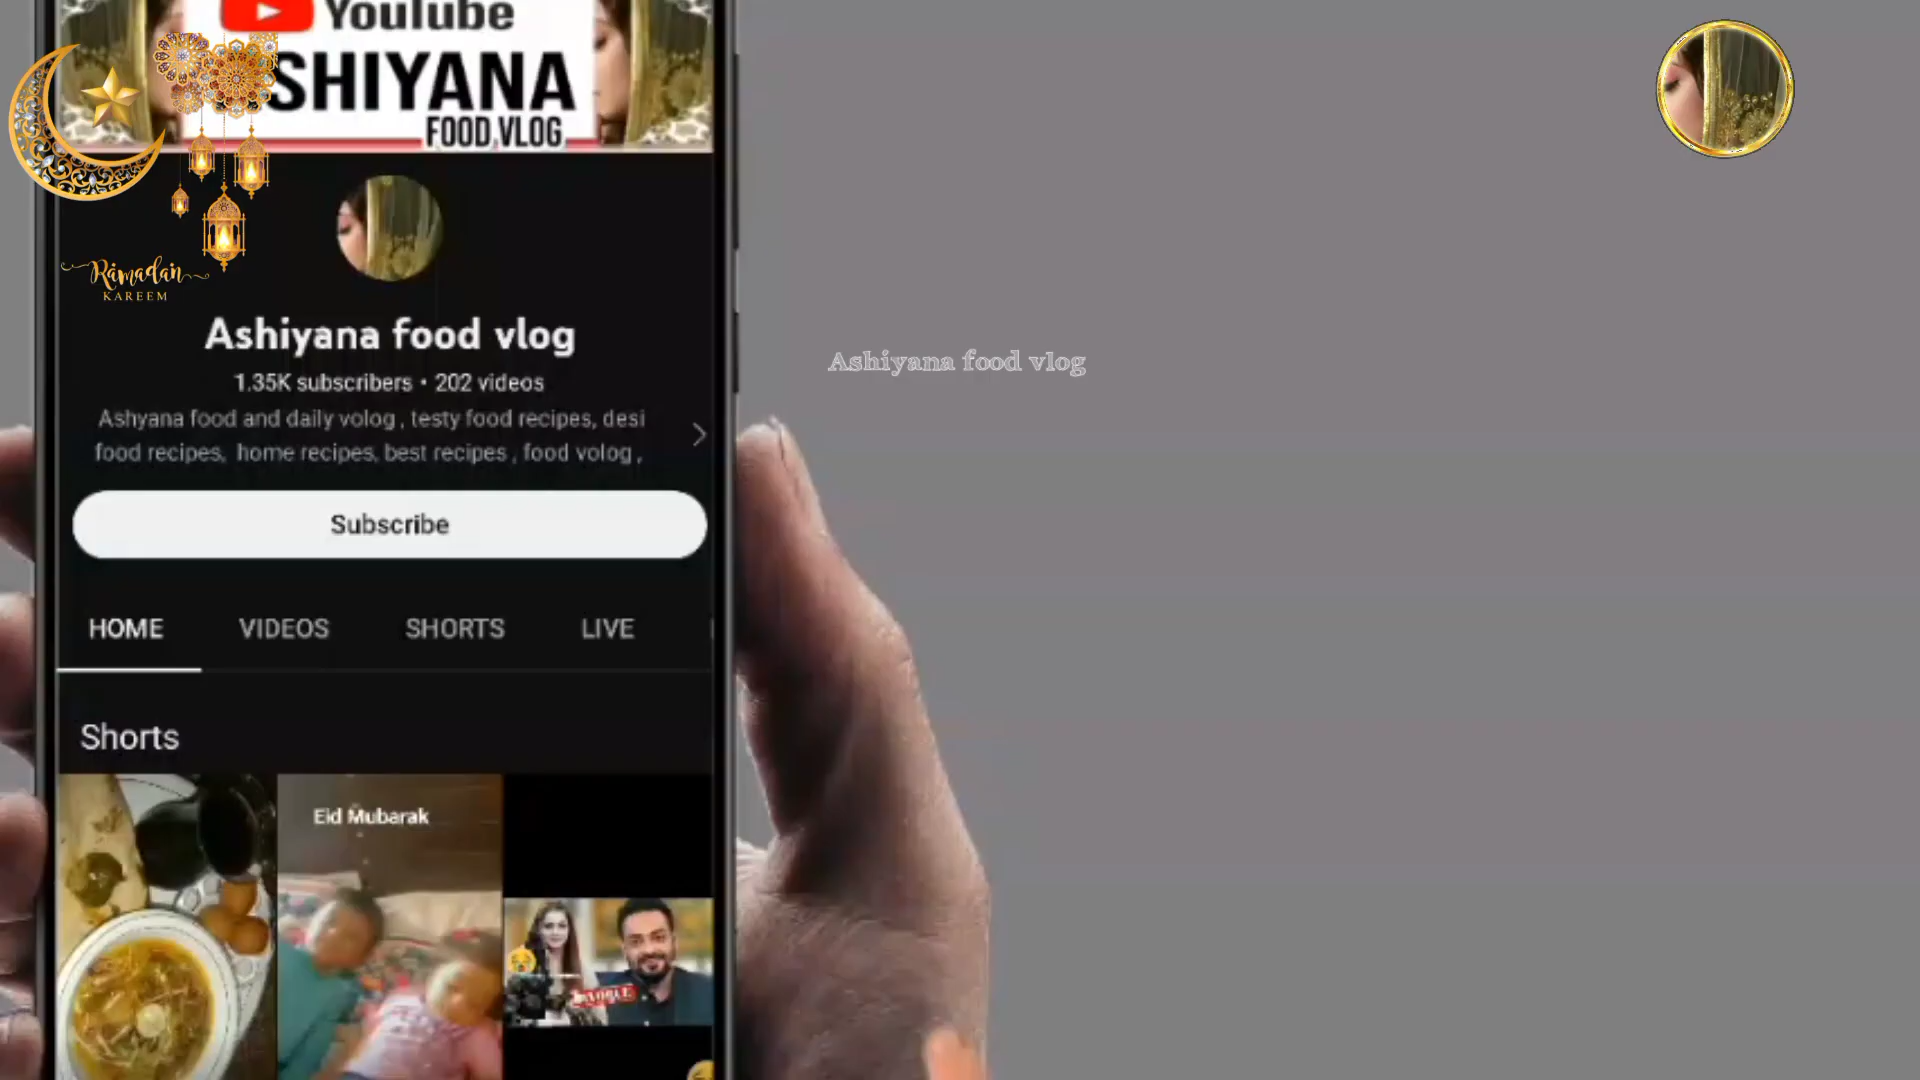 YouTube
SHIYANA
FOOD VLOG
Ramadan
KAREEM
Ashiyana food vlog
1.35K subscribers • 202 videos
Ashyana food and daily volog , testy food recipes, desi
food recipes, home recipes, best recipes , food volog ,
Subscribe
HOME VIDEOS SHORTS LIVE
Shorts
Eid Mubarak
Ashiyana food vlog